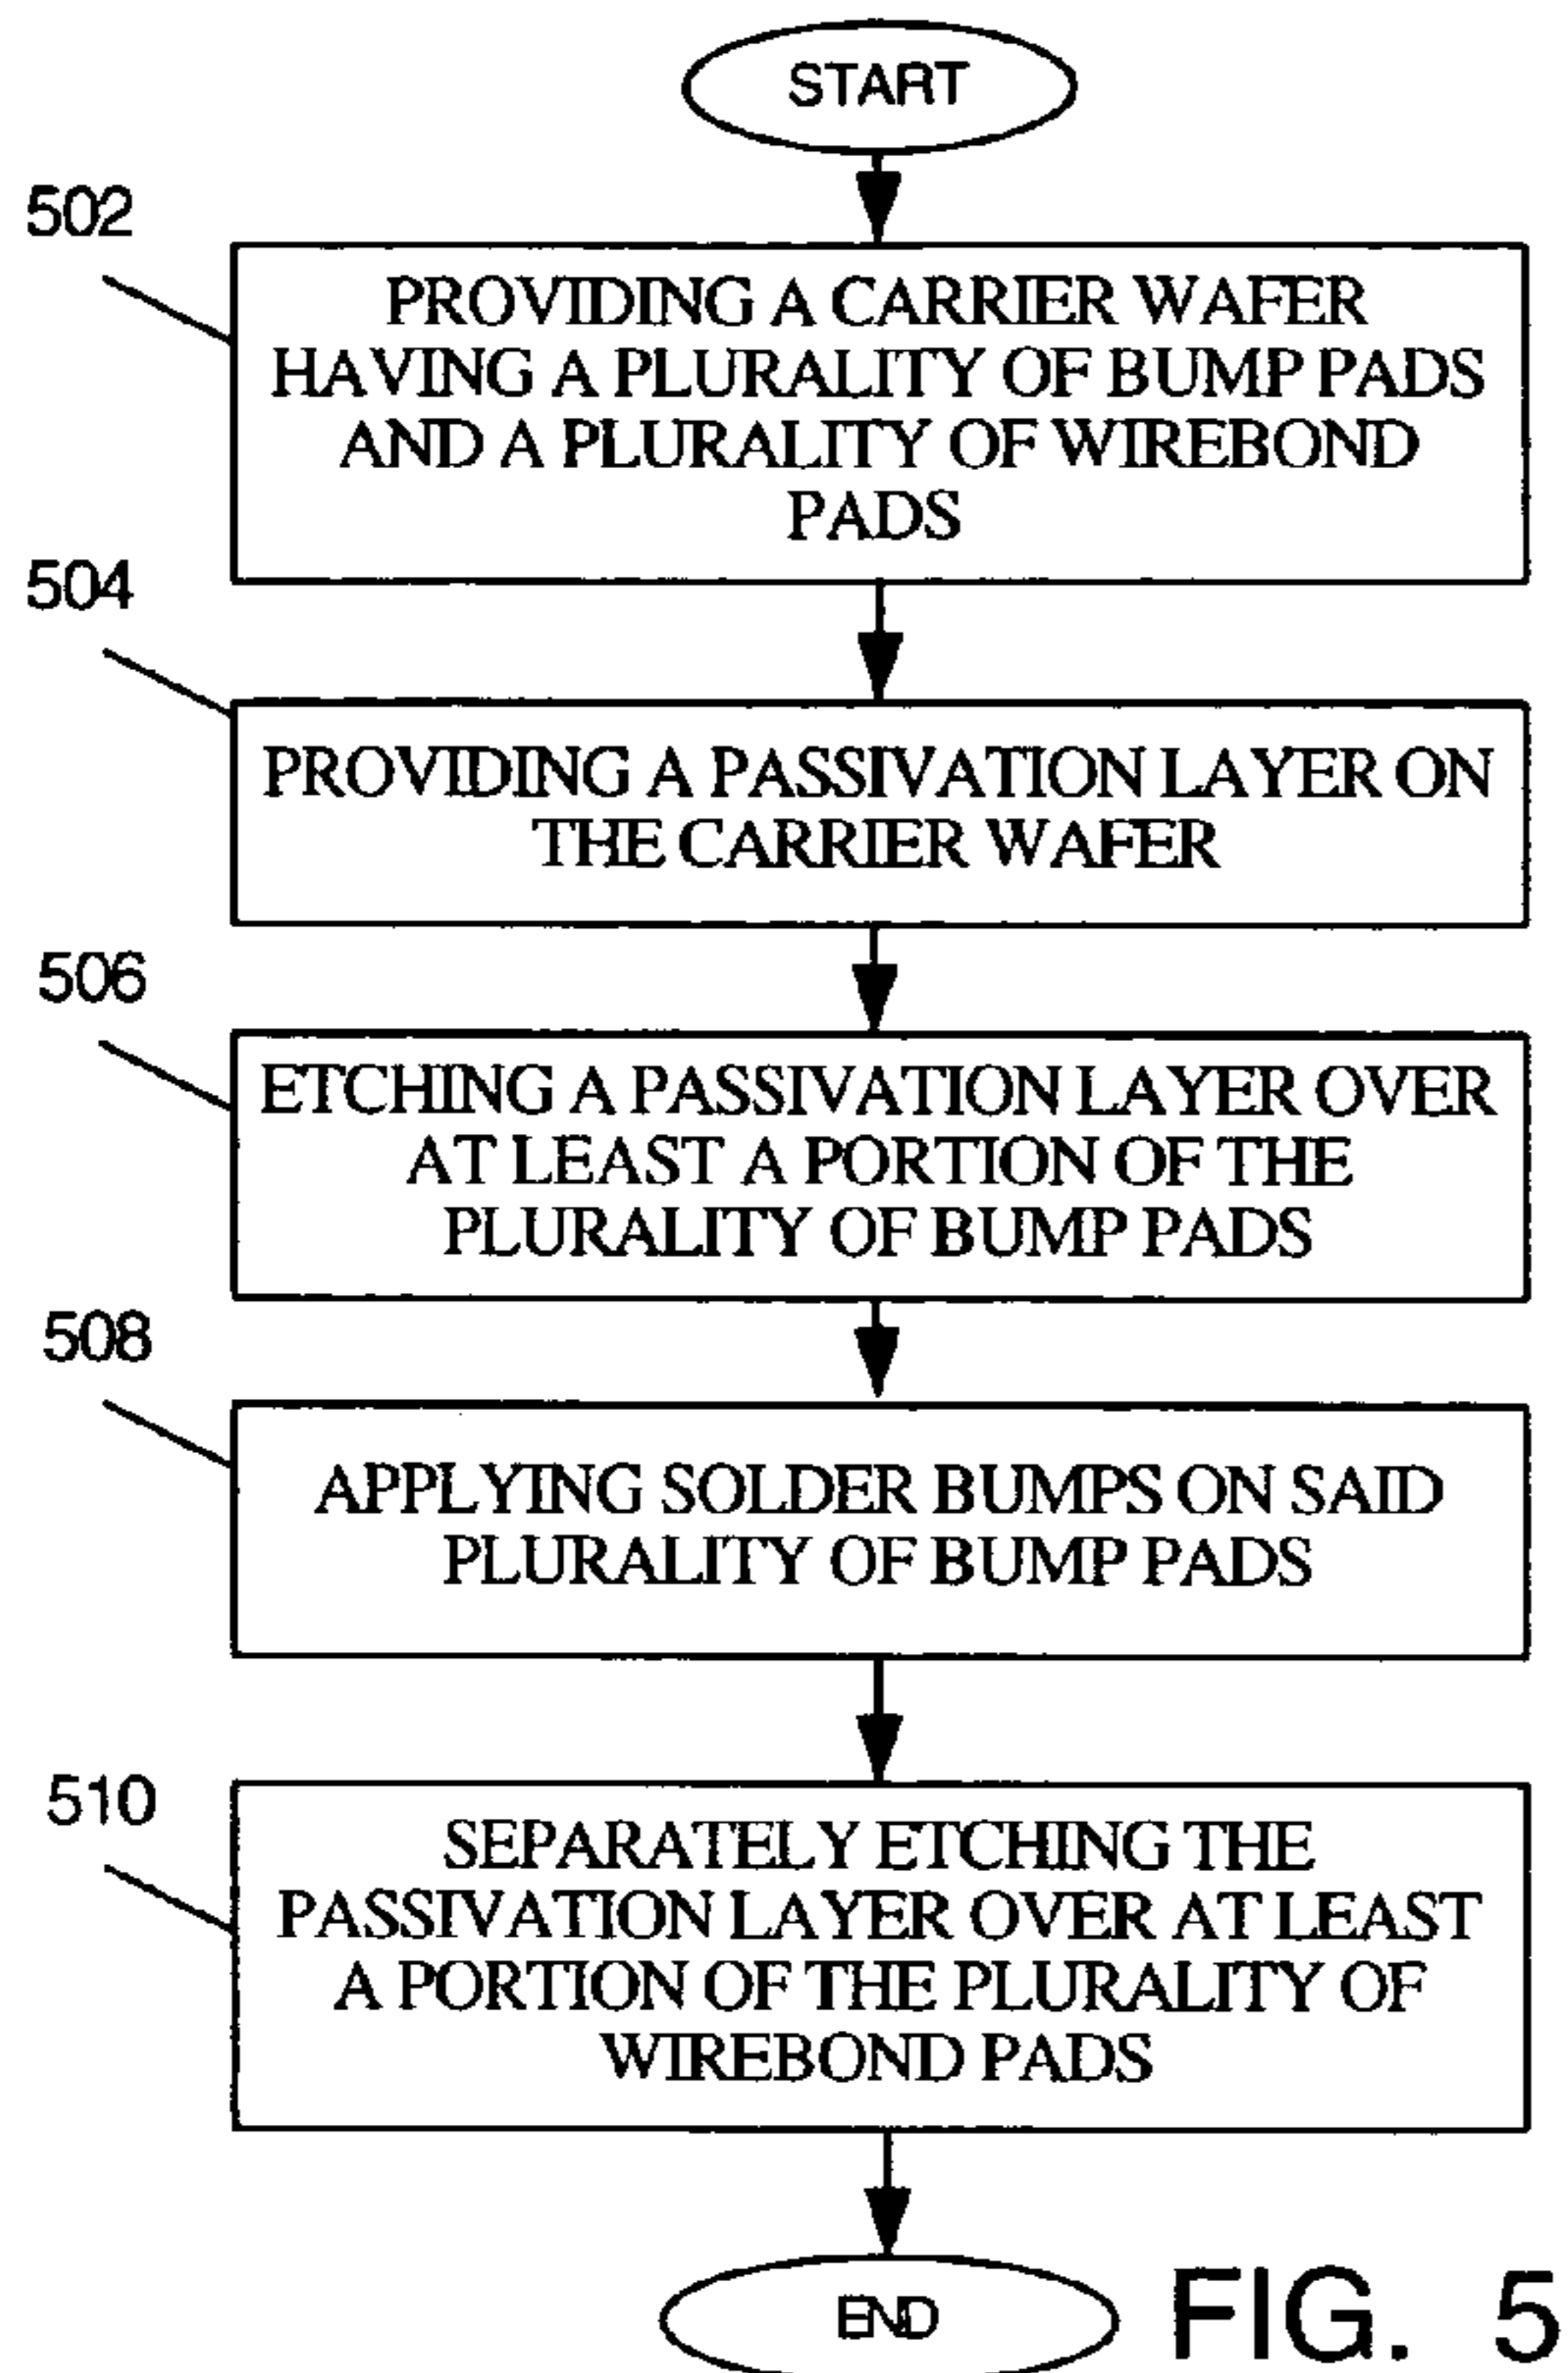 START
502
PROVIDING A CARRIER WAFER
HAVING A PLURALITY OF BUMP PADS
AND A PLURALITY OF WIREBOND
PADS
504
PROVIDING A PASSIVATION LAYER ON
THE CARRIER WAFER
506
ETCHING A PASSIVATION LAYER OVER
AT LEAST A PORTION OF THE
PLURALITY OF BUMP PADS
508
APPLYING SOLDER BUMPS ON SAID
PLURALITY OF BUMP PADS
510
SEPARATELY ETCHING THE
PASSIVATION LAYER OVER AT LEAST
A PORTION OF THE PLURALITY OF
WIREBOND PADS
END
FIG. 5